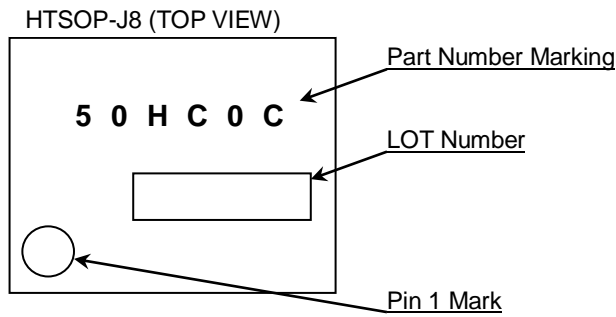 HTSOP-J8 (TOP VIEW)
Part Number Marking
5 0 H C 0 C
LOT Number
Pin 1 Mark